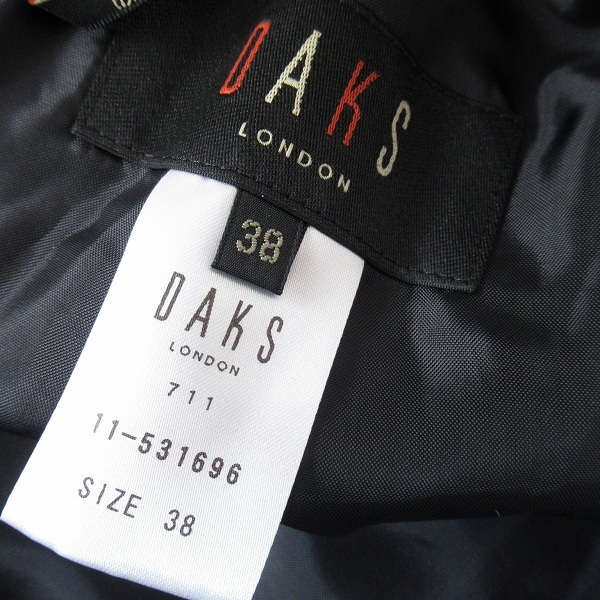 DAKS
LONDON
38
DAKS
LONDON
711
11-531696
SIZE 38